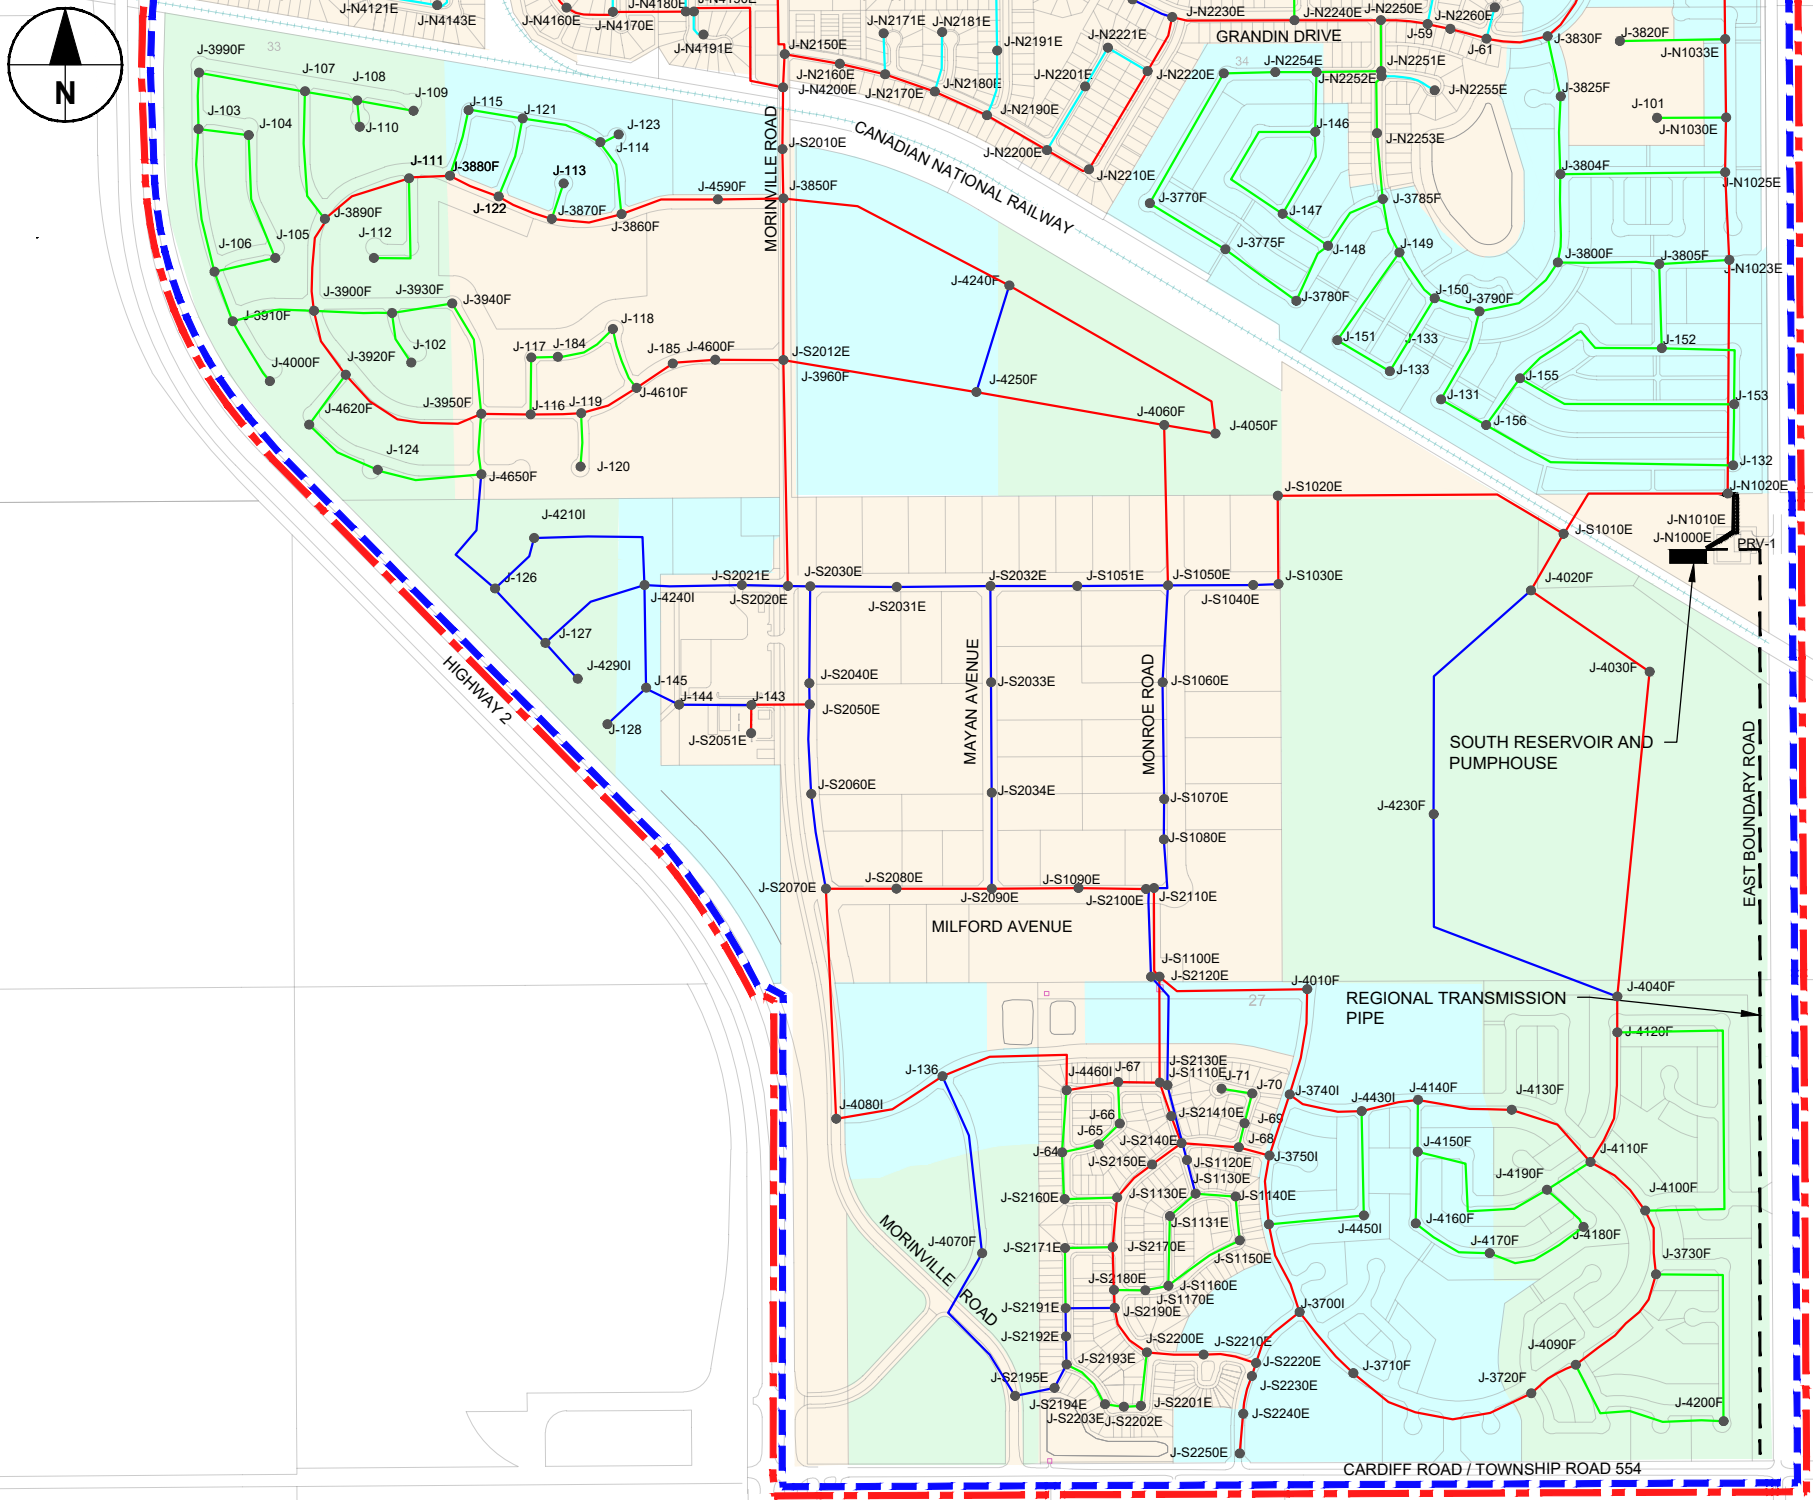 J-N4121E
J-N4143E
J-N4160E
J-N4180E
J-N4190E
J-N4170E
J-N4191E
J-N2150E
J-N2160E
J-N4200E
J-N2171E
J-N2181E
J-N2191E
J-N2170E
J-N2180E
J-N2190E
J-N2200E
J-N2201E
J-N2221E
J-N2220E
J-N2210E
J-N2230E
J-N2240E
J-N2250E
J-N2260E
J-59
J-61
GRANDIN DRIVE
34
J-N2254E
J-N2251E
J-N2252E
J-N2255E
J-N2253E
J-3830F
J-3820F
J-N1033E
J-3825F
J-101
J-N1030E
J-3804F
J-N1025E
J-3800F
J-3805F
J-N1023E
N
33
J-3990F
J-107
J-108
J-109
J-110
J-103
J-104
J-115
J-121
J-123
J-114
J-111
J-3880F
J-113
J-122
J-3870F
J-3860F
J-4590F
J-3850F
J-S2010E
MORINVILLE ROAD
CANADIAN NATIONAL RAILWAY
J-3890F
J-112
J-105
J-106
J-3900F
J-3930F
J-3940F
J-3910F
J-3920F
J-102
J-4000F
J-4620F
J-124
J-3950F
J-4650F
J-118
J-117
J-184
J-185
J-4600F
J-4610F
J-116
J-119
J-120
J-S2012E
J-3960F
J-4240F
J-4250F
J-4060F
J-4050F
J-146
J-147
J-148
J-3785F
J-149
J-3770F
J-3775F
J-3780F
J-150
J-3790F
J-151
J-133
J-133
J-131
J-156
J-155
J-152
J-153
J-132
J-N1020E
J-N1010E
J-N1000E
PRV-1
J-S1020E
J-S1010E
J-4020F
J-4030F
J-4210I
J-126
J-127
J-4290I
J-4240I
J-145
J-144
J-143
J-128
J-S2051E
J-S2021E
J-S2020E
J-S2030E
J-S2031E
J-S2032E
J-S1051E
J-S1050E
J-S1040E
J-S1030E
J-S2040E
J-S2050E
J-S2060E
J-S2033E
J-S2034E
MAYAN AVENUE
MONROE ROAD
J-S1060E
J-S1070E
J-S1080E
SOUTH RESERVOIR AND
PUMPHOUSE
J-4230F
EAST BOUNDARY ROAD
HIGHWAY 2
J-S2070E
J-S2080E
J-S2090E
J-S1090E
J-S2100E
J-S2110E
MILFORD AVENUE
J-S1100E
J-S2120E
27
J-4010F
REGIONAL TRANSMISSION
PIPE
J-4040F
J-4120F
J-136
J-4080I
J-4460I
J-67
J-S2130E
J-S1110E
J-71
J-70
J-69
J-68
J-66
J-65
J-64
J-S21410E
J-S2140E
J-S2150E
J-S1120E
J-S1130E
J-S1130E
J-S2160E
J-S1140E
J-S1131E
J-S1150E
J-S2171E
J-S2170E
J-S2180E
J-S1160E
J-S1170E
J-S2191E
J-S2190E
J-S2192E
J-S2193E
J-S2200E
J-S2210E
J-S2220E
J-S2230E
J-S2195E
J-S2194E
J-S2203E
J-S2202E
J-S2201E
J-S2240E
J-S2250E
J-4070F
MORINVILLE ROAD
J-3740I
J-4430I
J-4140F
J-4130F
J-3750I
J-4150F
J-4190F
J-4110F
J-4100F
J-4450I
J-4160F
J-4170F
J-4180F
J-3730F
J-3700I
J-3710F
J-3720F
J-4090F
J-4200F
CARDIFF ROAD / TOWNSHIP ROAD 554